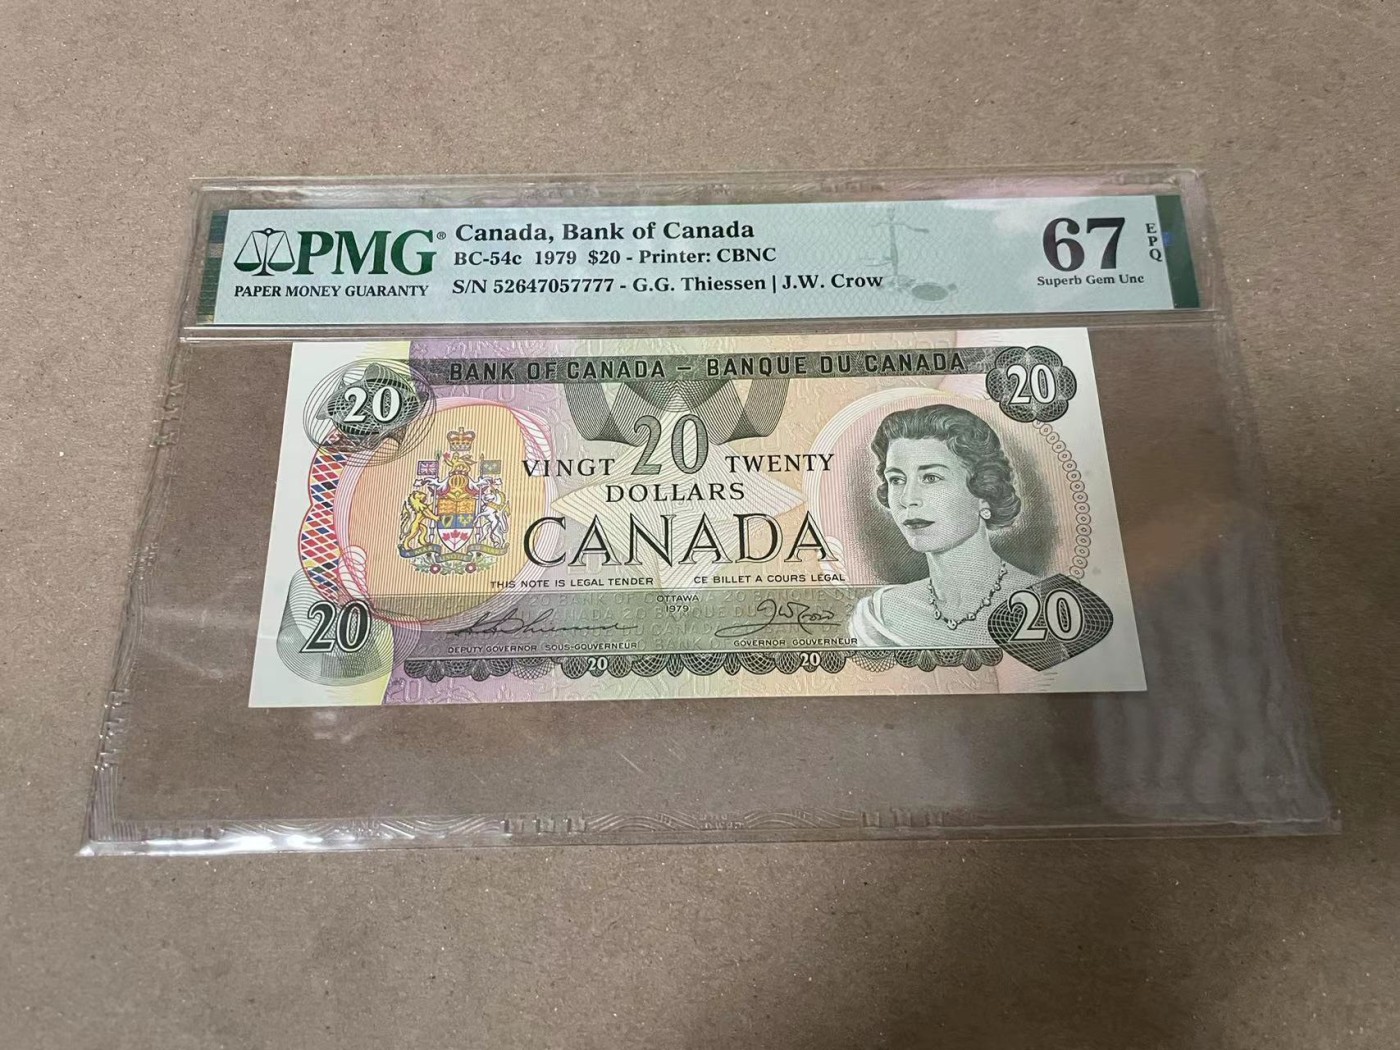 PMG®
PAPER MONEY GUARANTY
Canada, Bank of Canada
BC-54c 1979 $20 - Printer: CBNC
S/N 52647057777 - G.G. Thiessen | J.W. Crow
67
EPQ
Superb Gem Unc
BANK OF CANADA – BANQUE DU CANADA
20
20
20
VINGT TWENTY
DOLLARS
CANADA
THIS NOTE IS LEGAL TENDER CE BILLET A COURS LEGAL
OTTAWA
1979
20
20
DEPUTY GOVERNOR SOUS-GOUVERNEUR
GOVERNOR GOUVERNEUR
20
20